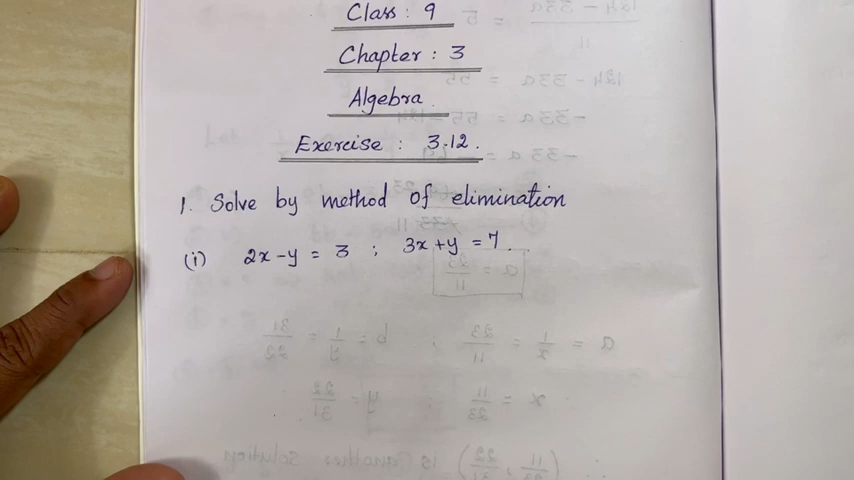 Class : 9
Chapter : 3
Algebra
Exercise : 3.12.
1. Solve by method of elimination
(i) 2x - y = 3 ; 3x + y = 7.